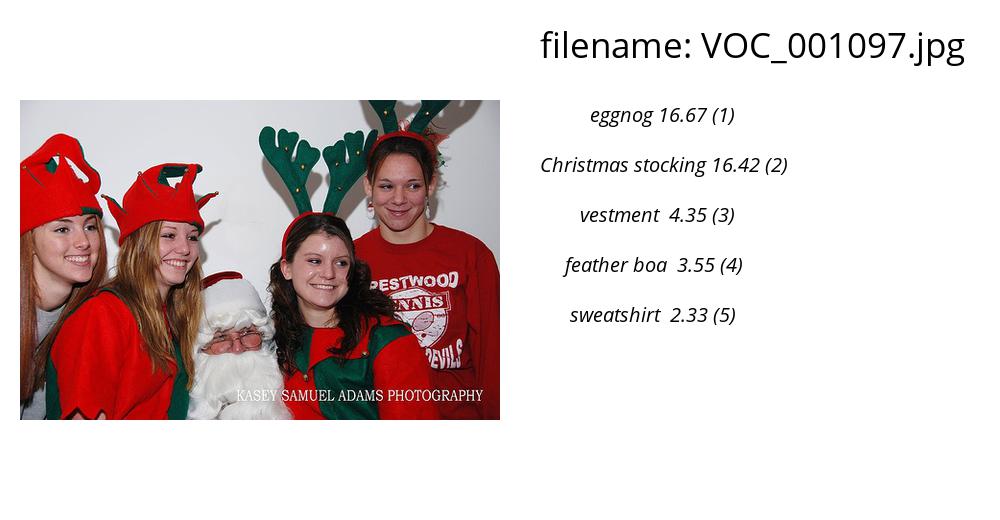 filename: VOC_001097.jpg
eggnog 16.67 (1)
Christmas stocking 16.42 (2)
vestment 4.35 (3)
feather boa 3.55 (4)
sweatshirt 2.33 (5)
DEVILS
KASEY SAMUEL ADAMS PHOTOGRAPHY